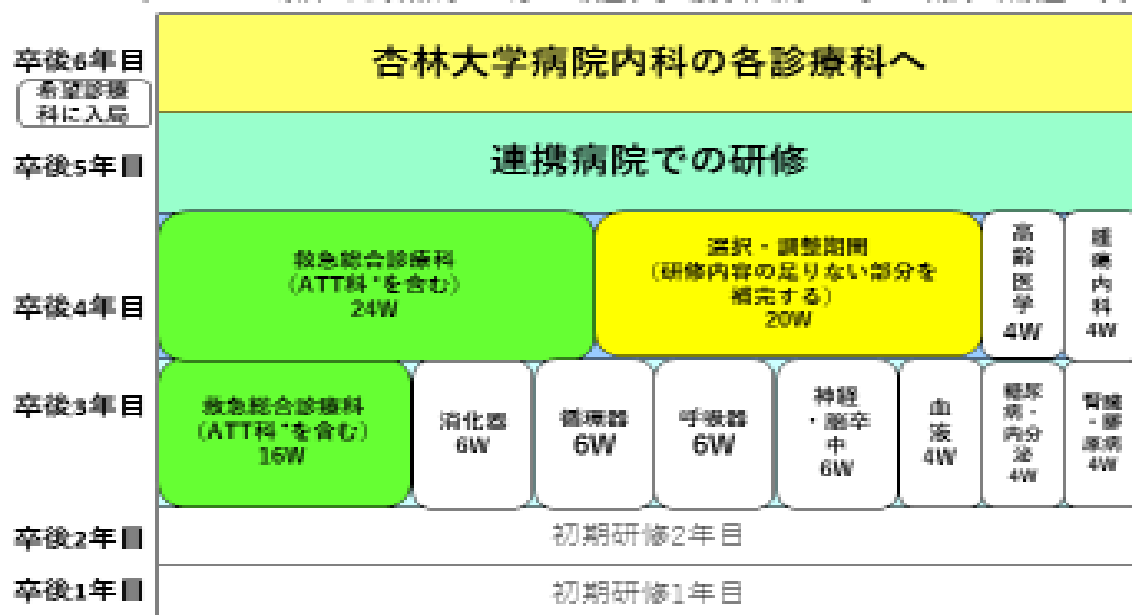 卒後6年目
希望診療
科に入局
杏林大学病院内科の各診療科へ
卒後5年目
連携病院での研修
卒後4年目
救急総合診療科
(ATT科*を含む)
24W
選択・調整期間
(研修内容の足りない部分を
補完する)
20W
高
齢
医
学
4W
腫
瘍
内
科
4W
卒後3年目
救急総合診療科
(ATT科*を含む)
16W
消化器
6W
循環器
6W
呼吸器
6W
神経
・脳卒
中
6W
血
液
4W
糖尿
病・
内分
泌
4W
腎臓
・膠
原病
4W
卒後2年目
初期研修2年目
卒後1年目
初期研修1年目